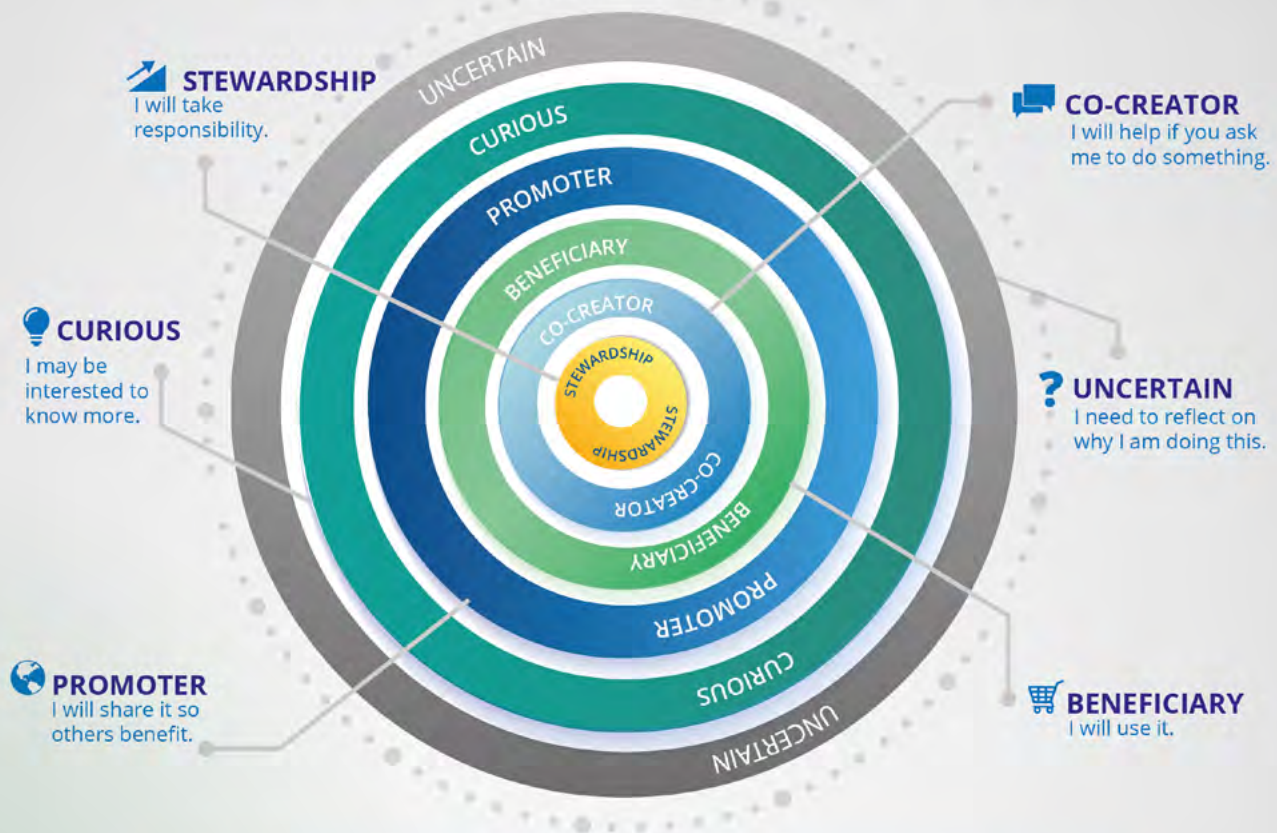 STEWARDSHIP
I will take
responsibility.
CURIOUS
I may be
interested to
know more.
PROMOTER
I will share it so
others benefit.
UNCERTAIN
CURIOUS
PROMOTER
BENEFICIARY
CO-CREATOR
STEWARDSHIP
STEWARDSHIP
CO-CREATOR
BENEFICIARY
PROMOTER
CURIOUS
UNCERTAIN
CO-CREATOR
I will help if you ask
me to do something.
?
UNCERTAIN
I need to reflect on
why I am doing this.
BENEFICIARY
I will use it.